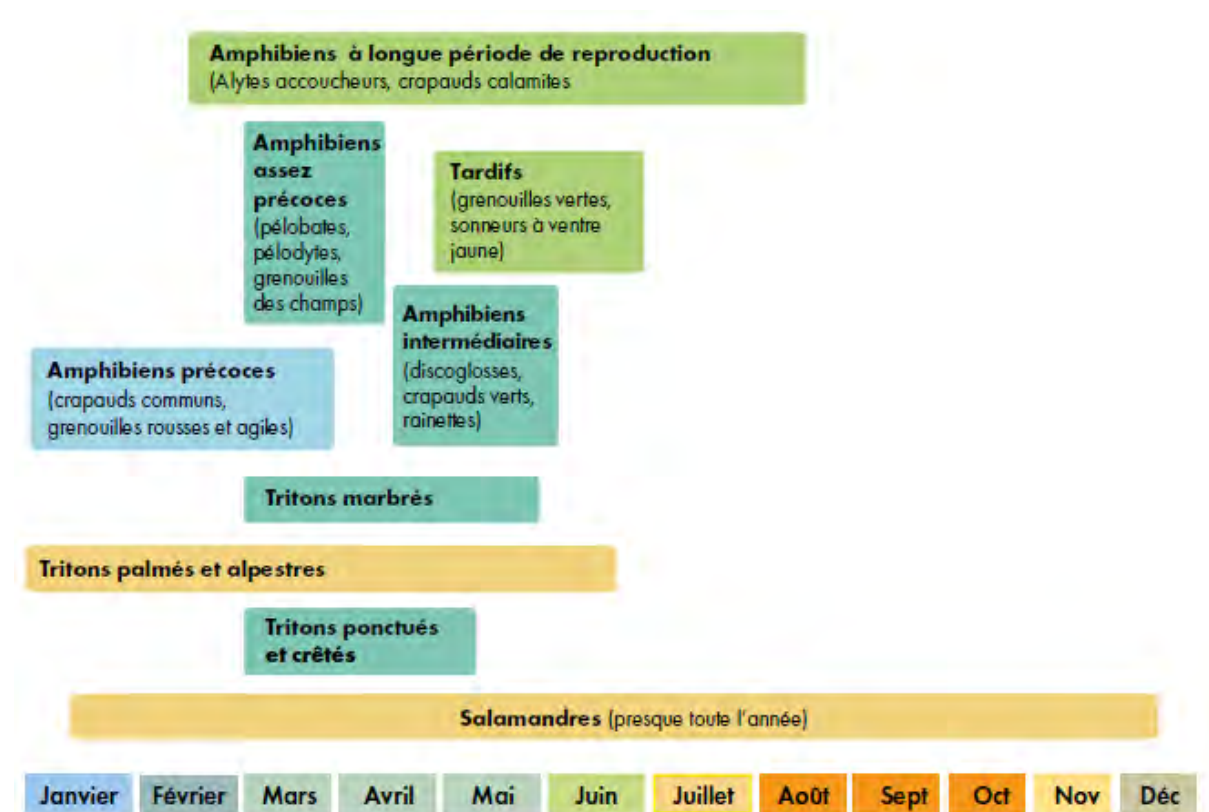 Amphibiens à longue période de reproduction
(Alytes accoucheurs, crapauds calamites
Amphibiens
assez
précoces
(pélobates,
pélodytes,
grenouilles
des champs)
Tardifs
(grenouilles vertes,
sonneurs à ventre
jaune)
Amphibiens
intermédiaires
(discoglosses,
crapauds verts,
rainettes)
Amphibiens précoces
(crapauds communs,
grenouilles rousses et agiles)
Tritons marbrés
Tritons palmés et alpestres
Tritons ponctués
et crêtés
Salamandres (presque toute l'année)
Janvier Février Mars Avril Mai Juin Juillet Août Sept Oct Nov Déc